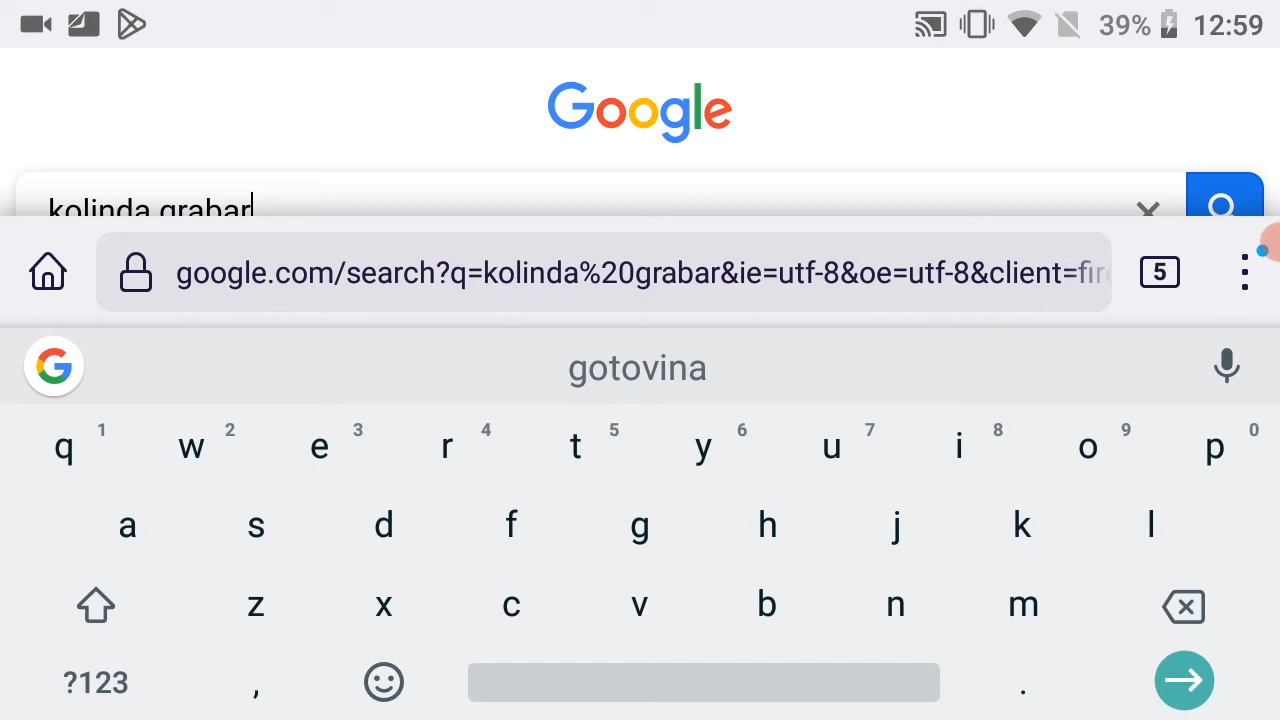 39% 12:59
Google
kolinda grabar
google.com/search?q=kolinda%20grabar&ie=utf-8&oe=utf-8&client=fire 5
G gotovina
q 1 w 2 e 3 r 4 t 5 y 6 u 7 i 8 o 9 p 0
a s d f g h j k l
z x c v b n m
?123 , .